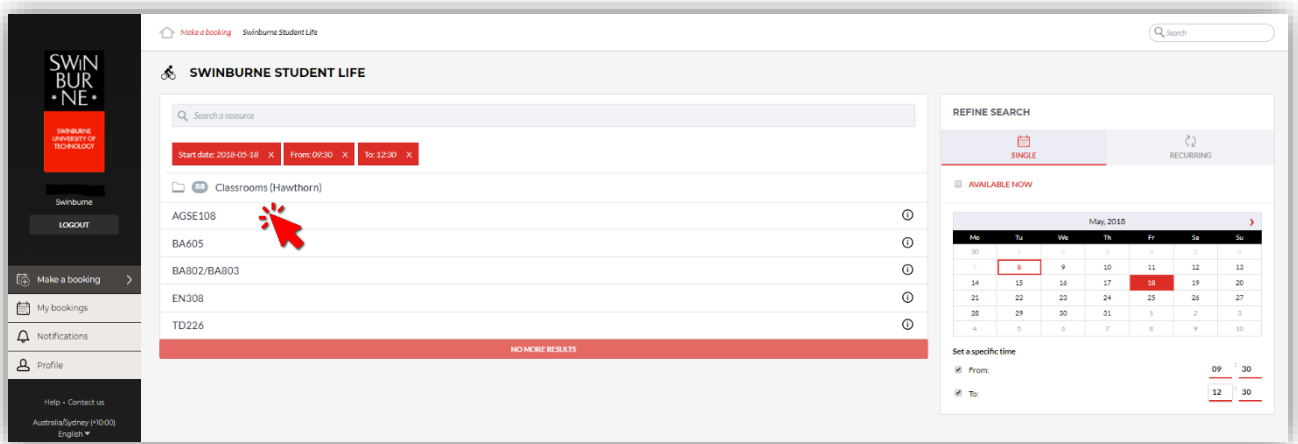 SWIN
BUR
• NE •
SWINBURNE
UNIVERSITY OF
TECHNOLOGY
Swinburne
LOGOUT
Make a booking
My bookings
Notifications
Profile
Help • Contact us
Australia/Sydney (+10:00)
English
Make a booking Swinburne Student Life
Search
SWINBURNE STUDENT LIFE
Search a resource
Start date: 2018-05-18 X From: 09:30 X To: 12:30 X
88 Classrooms (Hawthorn)
AGSE108
BA605
BA802/BA803
EN308
TD226
NO MORE RESULTS
REFINE SEARCH
SINGLE RECURRING
AVAILABLE NOW
May, 2018
Mo Tu We Th Fr Sa Su
30 1 2 3 4 5 6
7 8 9 10 11 12 13
14 15 16 17 18 19 20
21 22 23 24 25 26 27
28 29 30 31 1 2 3
4 5 6 7 8 9 10
Set a specific time
From: 09 : 30
To: 12 : 30